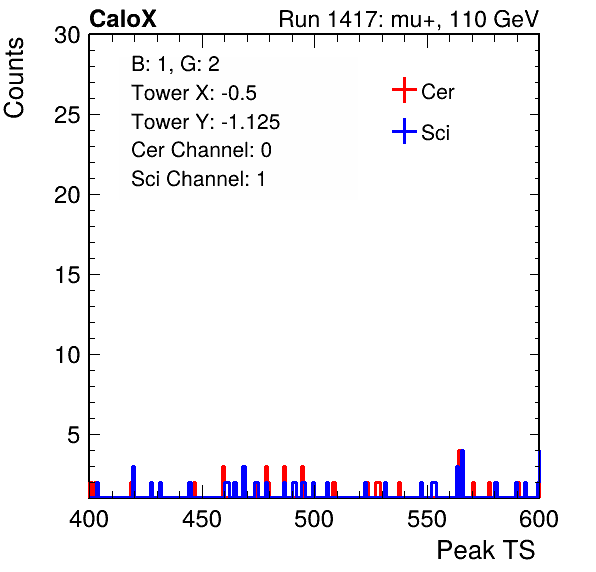 CaloX Run 1417: mu+, 110 GeV
Counts
30
25
20
15
10
5
B: 1, G: 2
Tower X: -0.5
Tower Y: -1.125
Cer Channel: 0
Sci Channel: 1
Cer
Sci
400 450 500 550 600
Peak TS